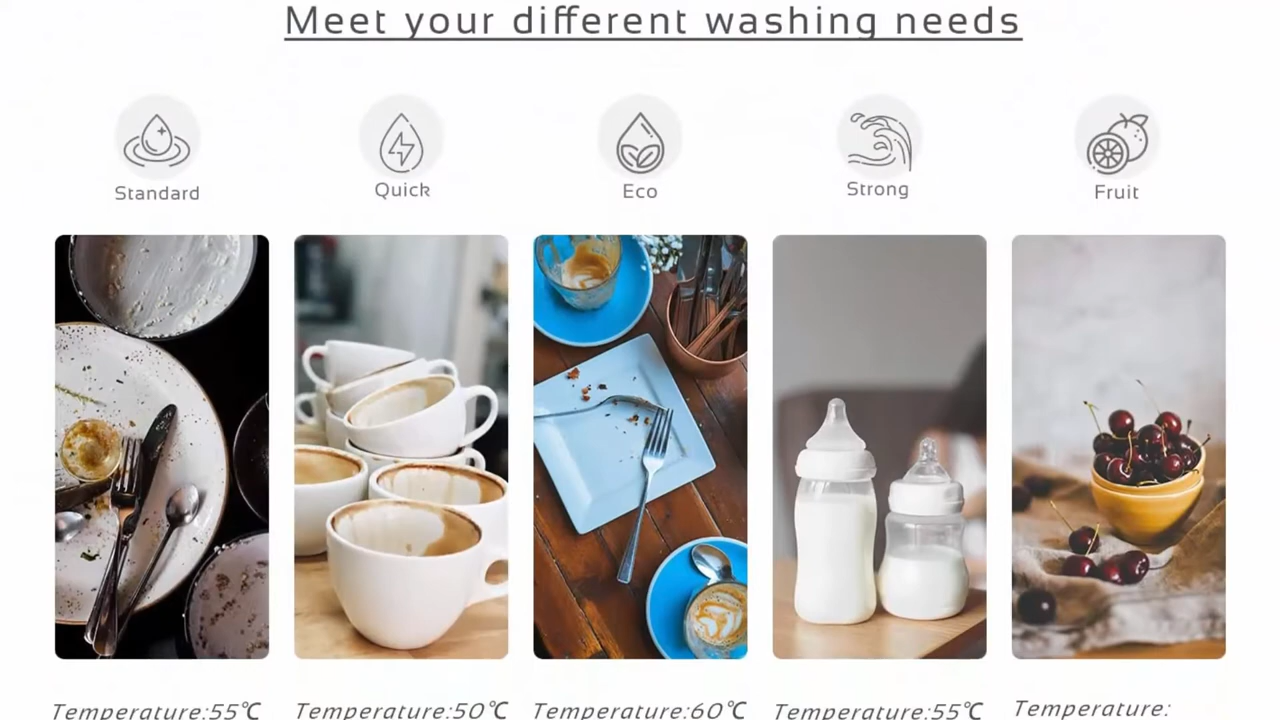 Meet your different washing needs
Standard
Quick
Eco
Strong
Fruit
Temperature:55℃
Temperature:50℃
Temperature:60℃
Temperature:55℃
Temperature: